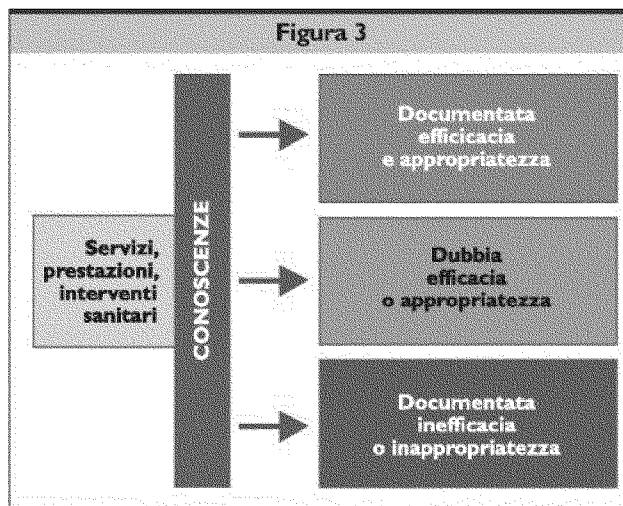 Figura 3
Servizi,
prestazioni,
interventi
sanitari
CONOSCENZE
Documentata
efficicacia
e appropriatezza
Dubbia
efficacia
o appropriatezza
Documentata
inefficacia
o inappropriatezza